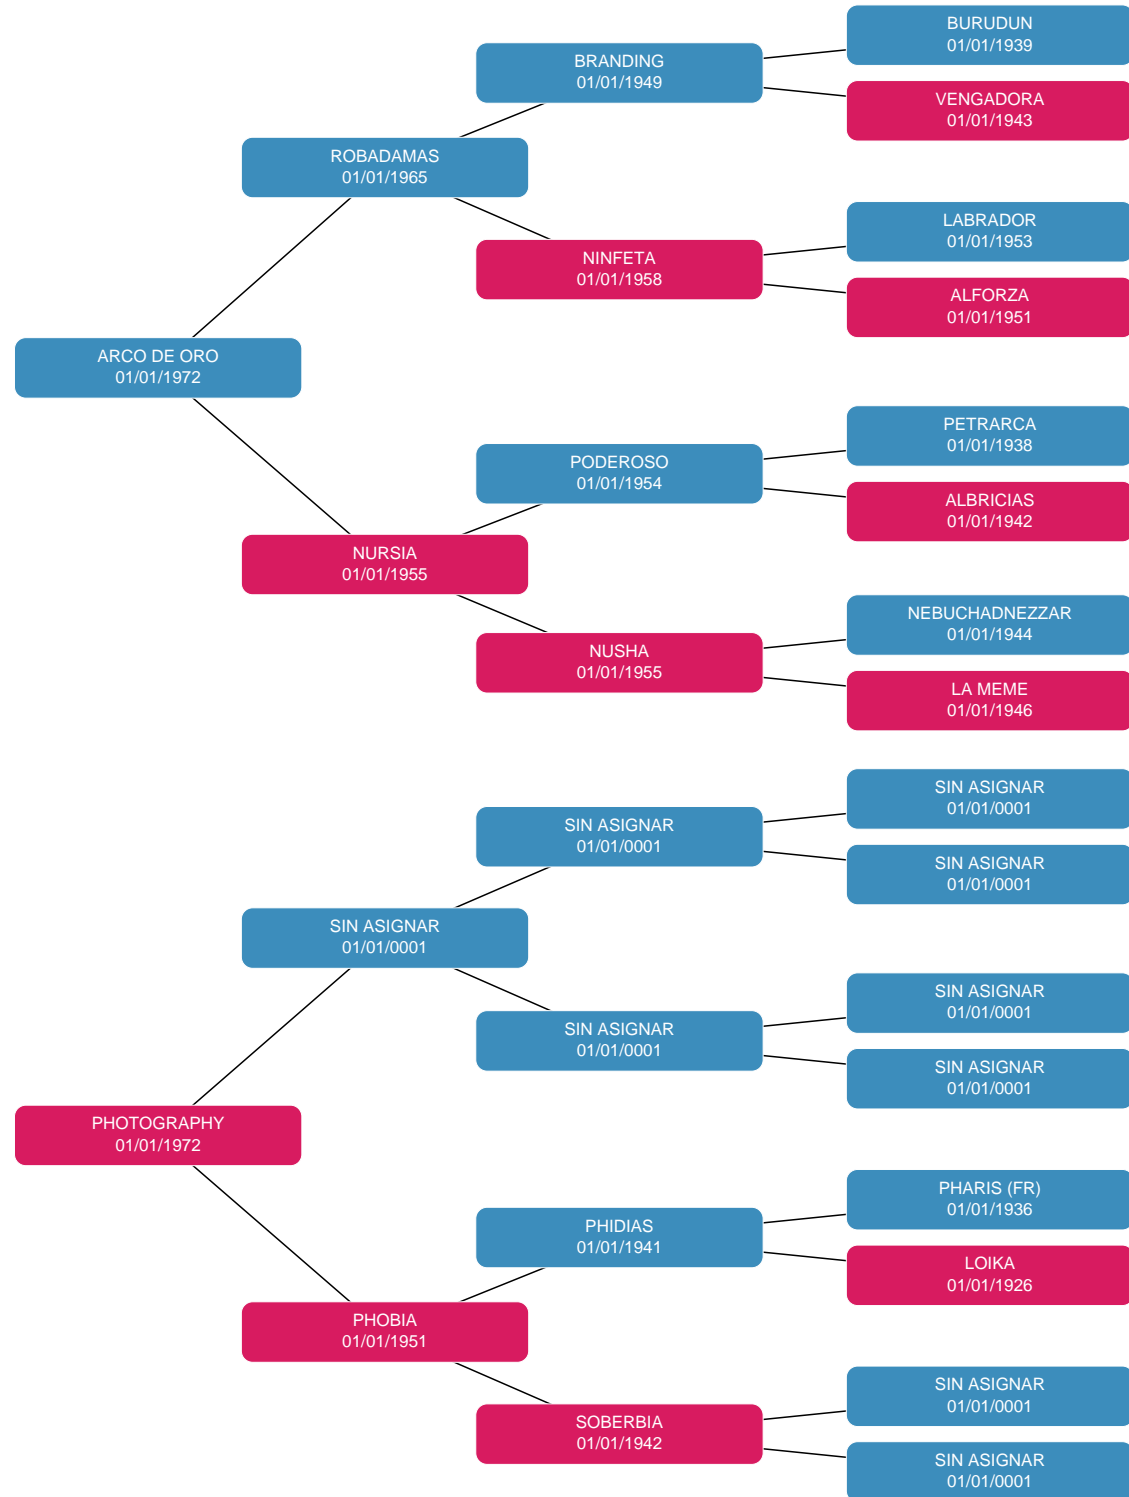 BURUDUN
01/01/1939
BRANDING
01/01/1949
VENGADORA
01/01/1943
ROBADAMAS
01/01/1965
LABRADOR
01/01/1953
NINFETA
01/01/1958
ALFORZA
01/01/1951
ARCO DE ORO
01/01/1972
PETRARCA
01/01/1938
PODEROSO
01/01/1954
ALBRICIAS
01/01/1942
NURSIA
01/01/1955
NEBUCHADNEZZAR
01/01/1944
NUSHA
01/01/1955
LA MEME
01/01/1946
SIN ASIGNAR
01/01/0001
SIN ASIGNAR
01/01/0001
SIN ASIGNAR
01/01/0001
SIN ASIGNAR
01/01/0001
SIN ASIGNAR
01/01/0001
SIN ASIGNAR
01/01/0001
SIN ASIGNAR
01/01/0001
PHOTOGRAPHY
01/01/1972
PHARIS (FR)
01/01/1936
PHIDIAS
01/01/1941
LOIKA
01/01/1926
PHOBIA
01/01/1951
SIN ASIGNAR
01/01/0001
SOBERBIA
01/01/1942
SIN ASIGNAR
01/01/0001